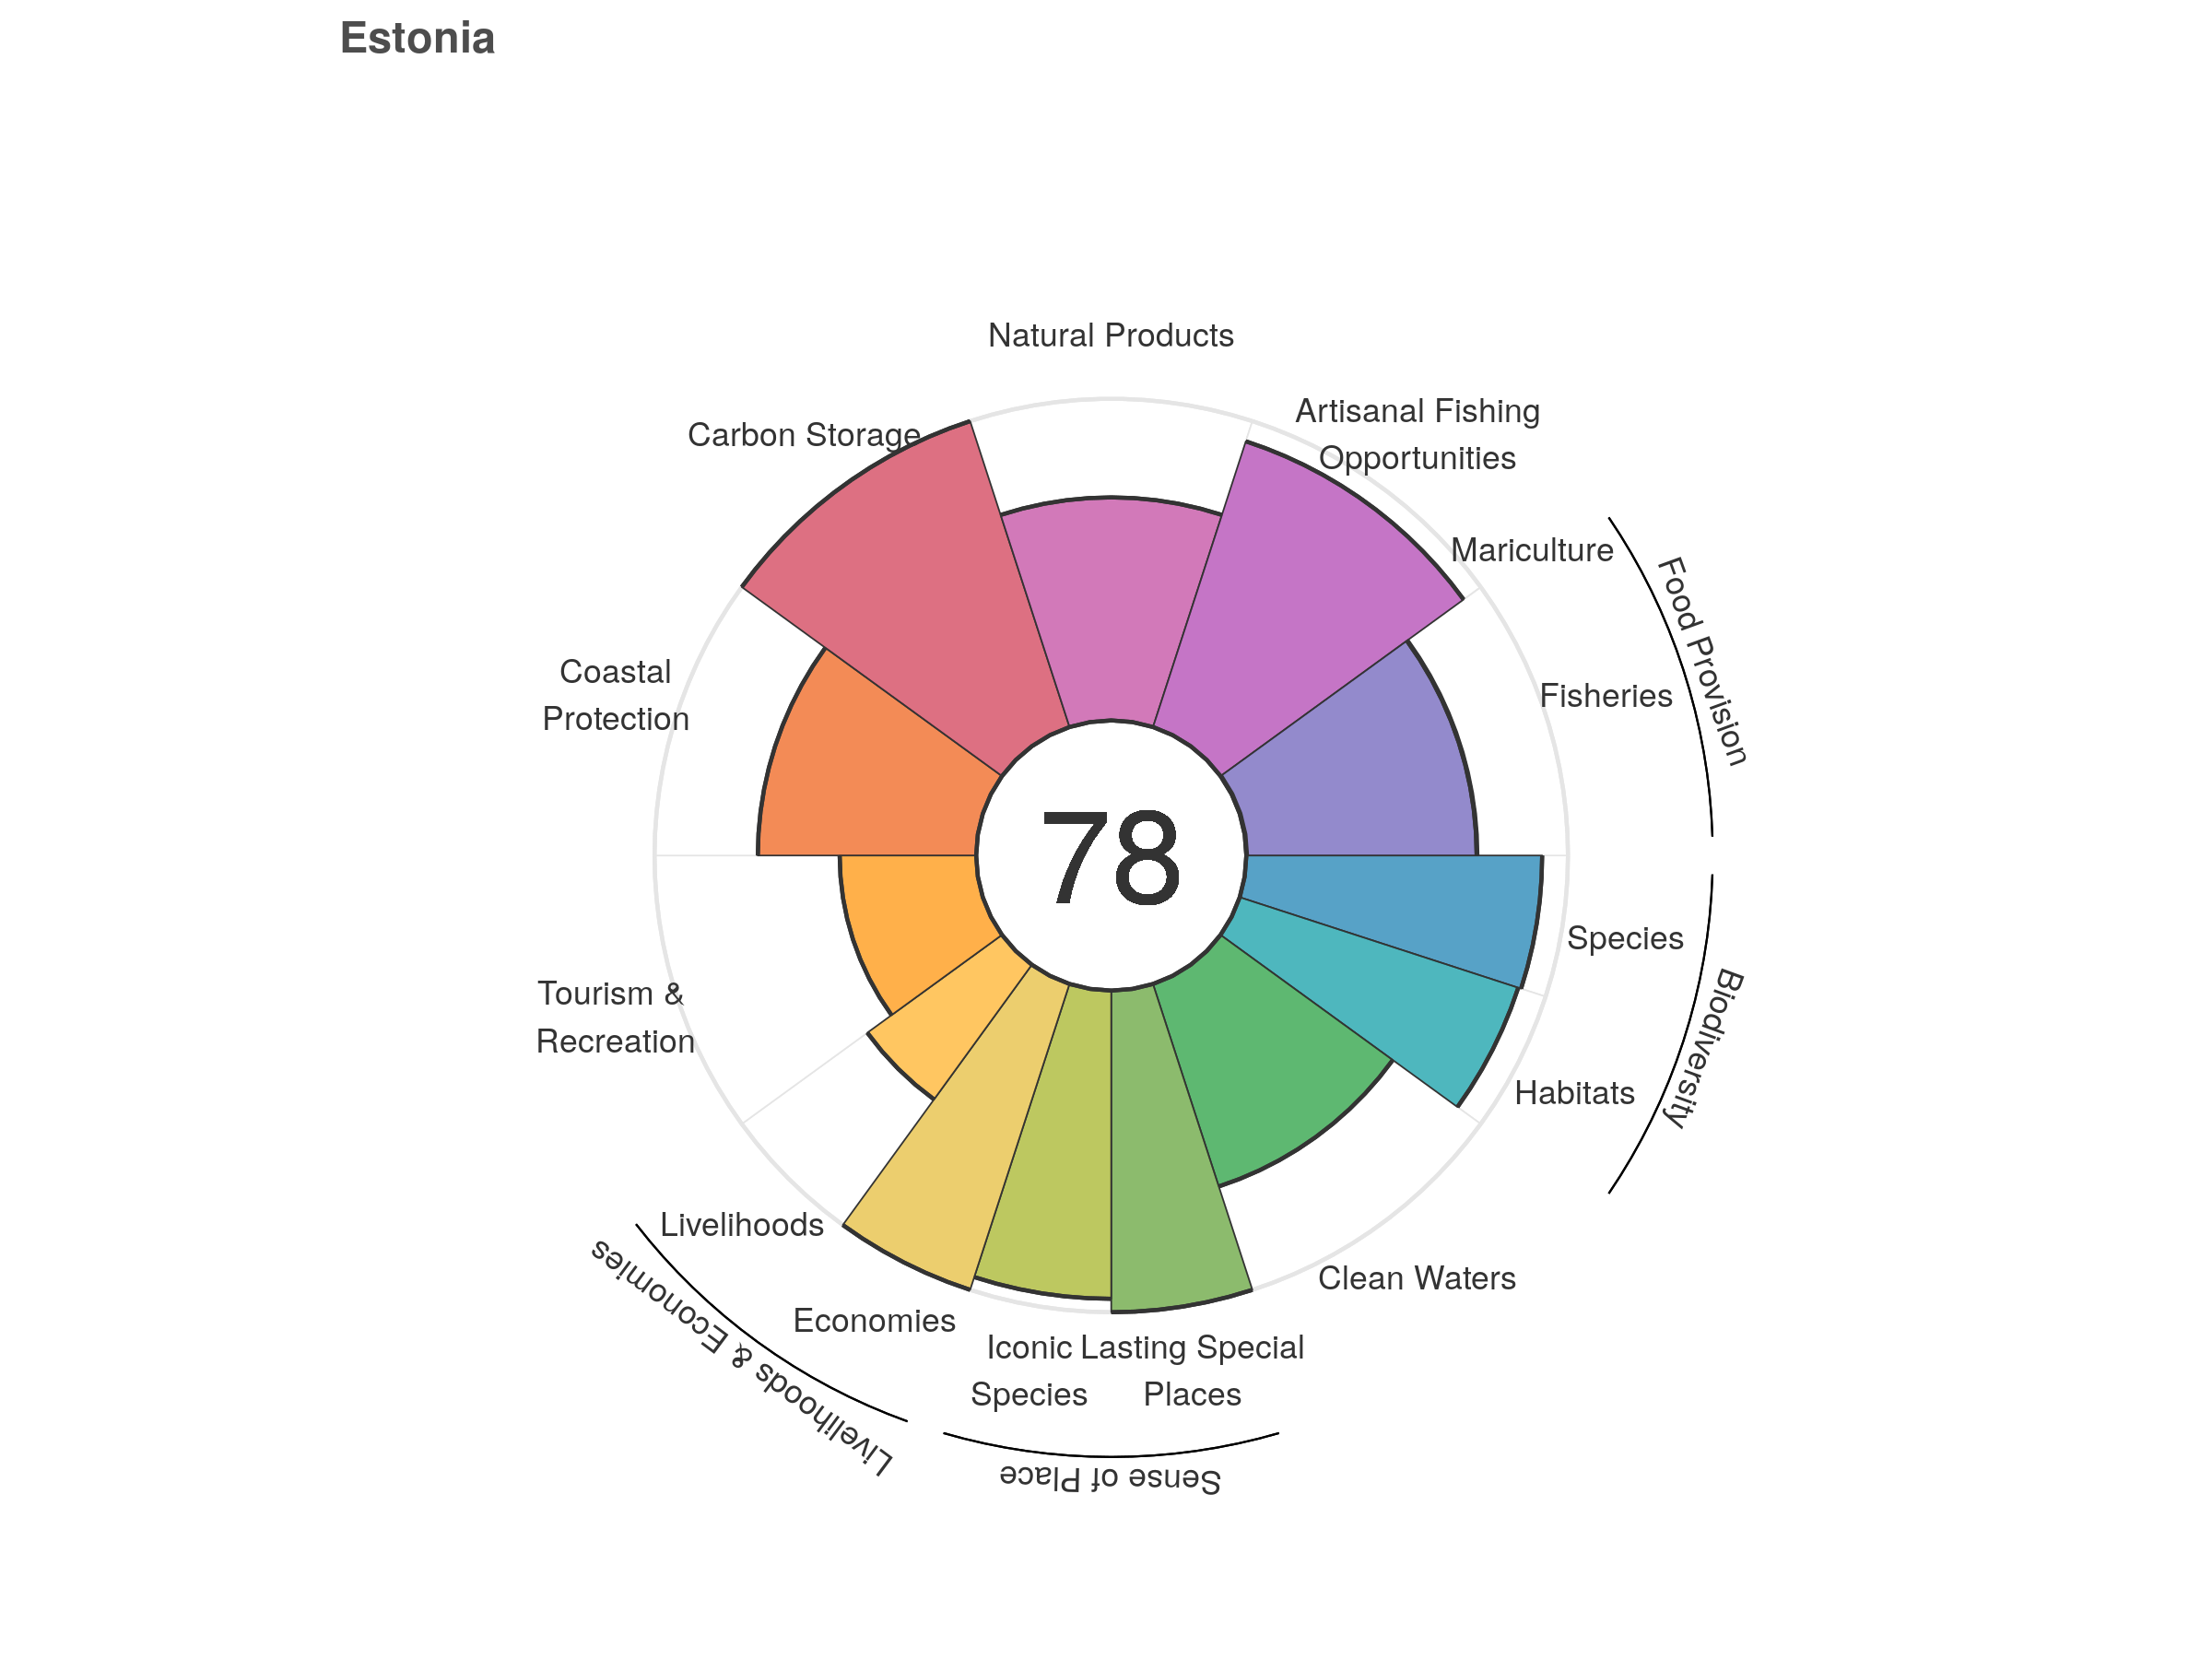 Estonia
Natural Products
Artisanal Fishing
Opportunities
Carbon Storage
Mariculture
Food Provision
Fisheries
Coastal
Protection
78
Species
Biodiversity
Habitats
Tourism &
Recreation
Livelihoods
Clean Waters
Economies
Iconic
Species
Lasting Special
Places
Livelihoods & Economies
Sense of Place